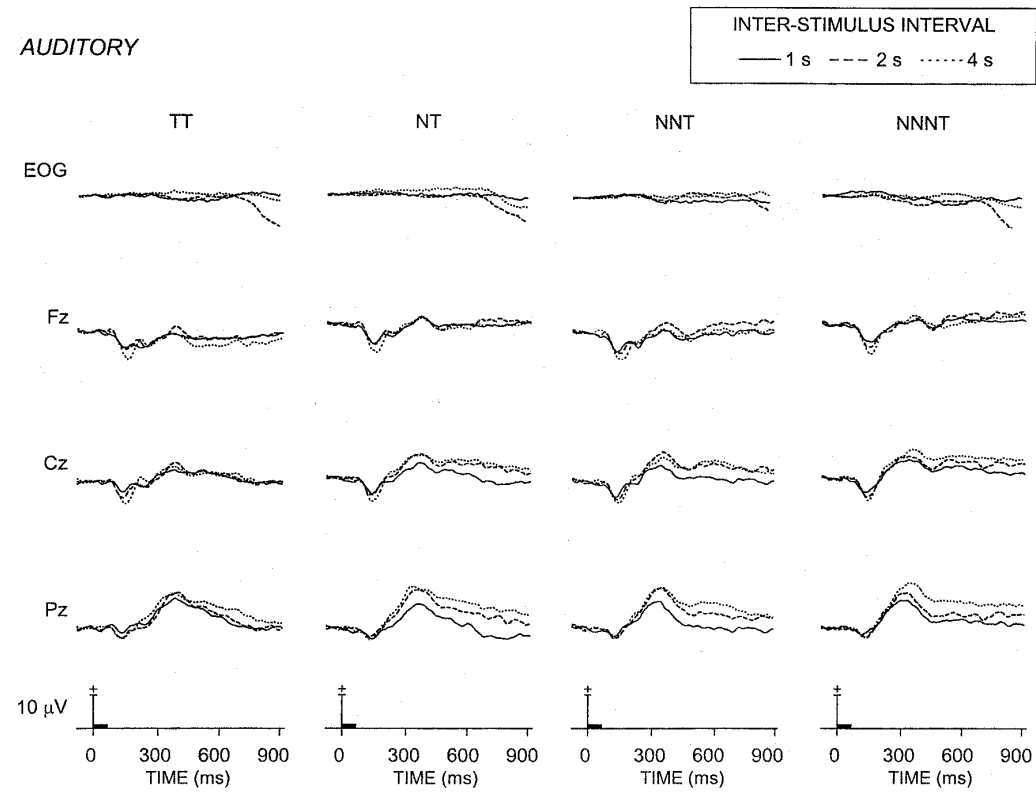 AUDITORY
INTER-STIMULUS INTERVAL
1 s 2 s 4 s
TT NT NNT NNNT
EOG
Fz
Cz
Pz
± ± ± ±
10 µV
0 300 600 900 0 300 600 900 0 300 600 900 0 300 600 900
TIME (ms) TIME (ms) TIME (ms) TIME (ms)